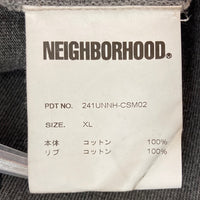 NEIGHBORHOOD®
PDT NO. 241UNNH-CSM02
SIZE. XL
本体 コットン 100%
リブ コットン 100%